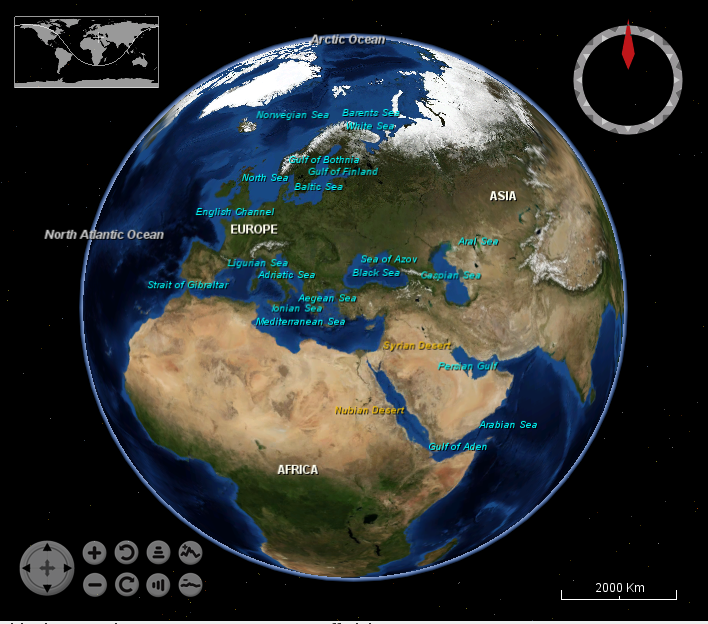 Arctic Ocean
Norwegian Sea
Barents Sea
White Sea
Gulf of Bothnia
Gulf of Finland
North Sea
Baltic Sea
ASIA
English Channel
EUROPE
North Atlantic Ocean
Aral Sea
Ligurian Sea
Sea of Azov
Adriatic Sea
Black Sea
Caspian Sea
Strait of Gibraltar
Aegean Sea
Ionian Sea
Mediterranean Sea
Syrian Desert
Persian Gulf
Nubian Desert
Arabian Sea
Gulf of Aden
AFRICA
2000 Km